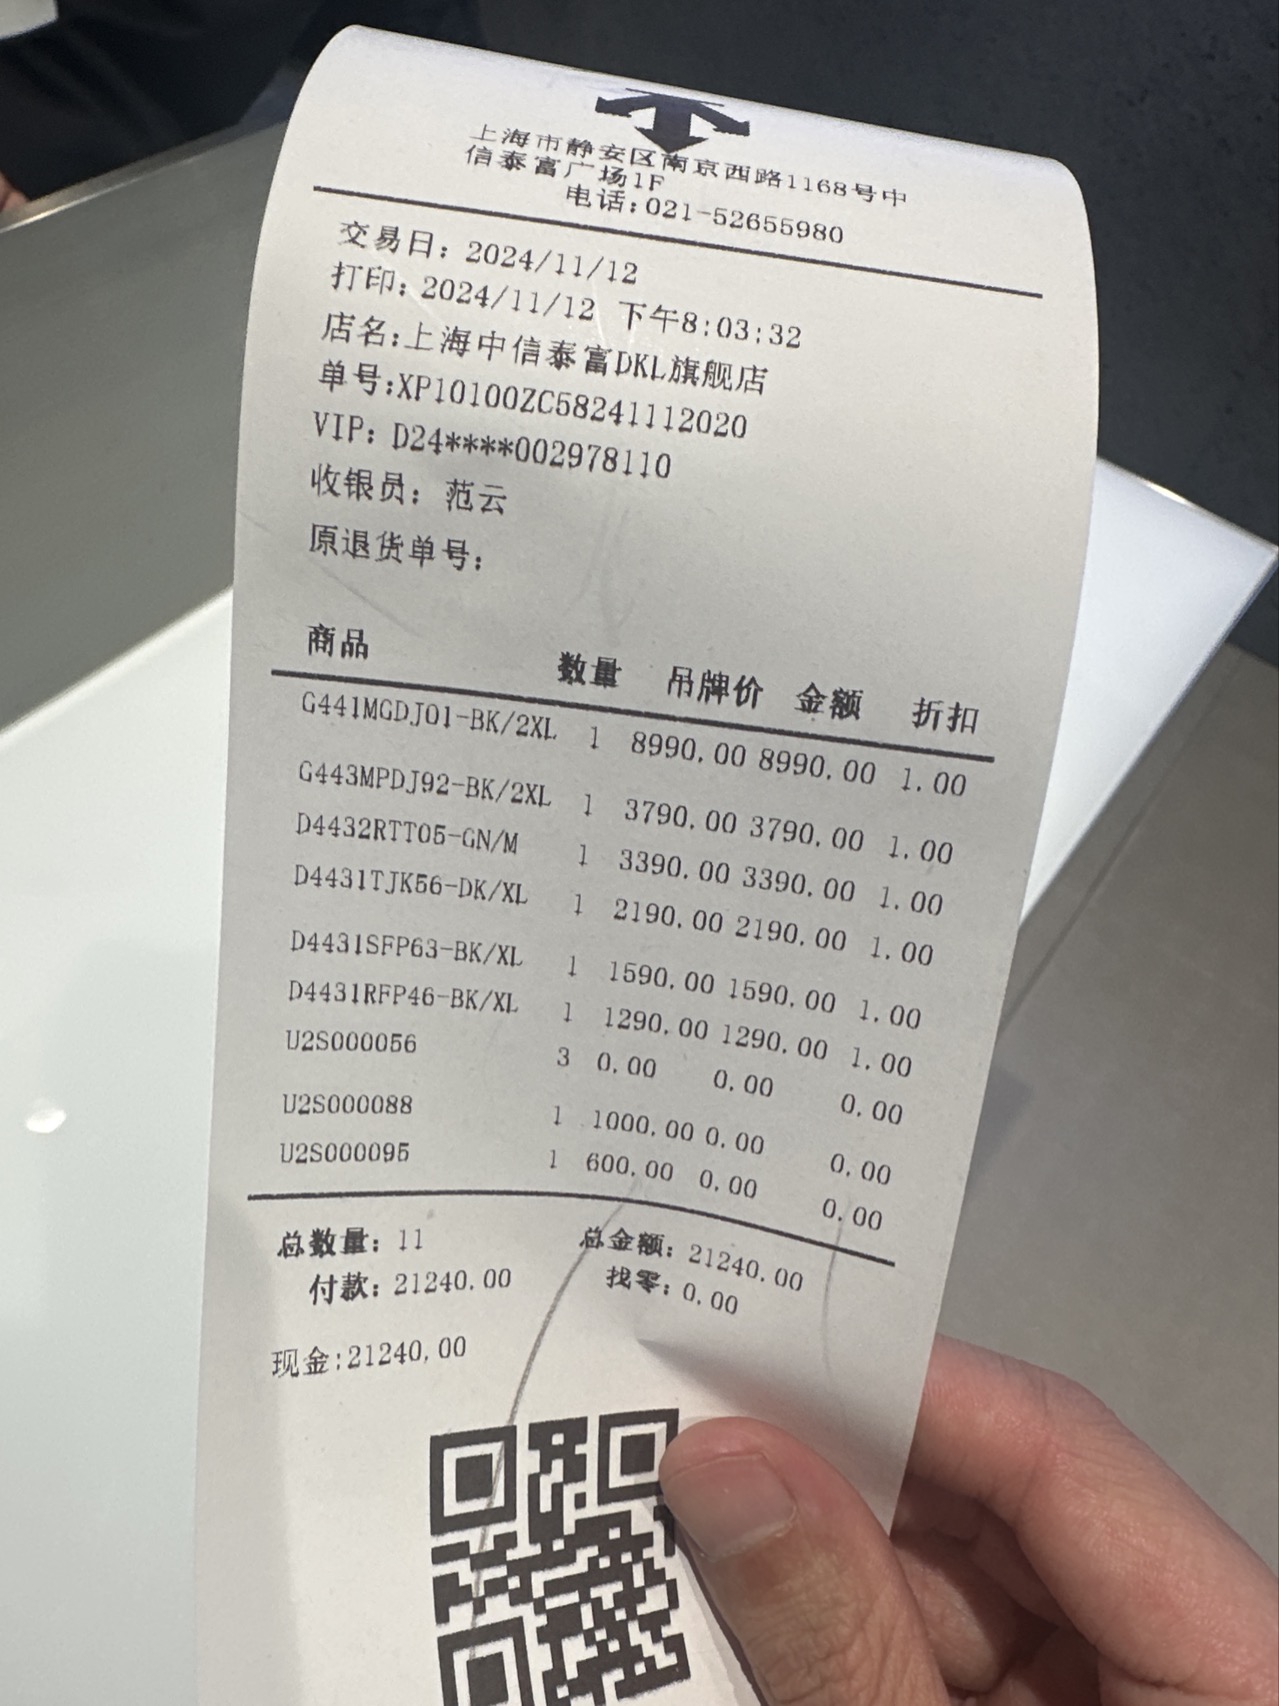 上海市静安区南京西路1168号中
信泰富广场1F
电话:021-52655980
交易日: 2024/11/12
打印: 2024/11/12 下午8:03:32
店名:上海中信泰富DKL旗舰店
单号:XP10100ZC58241112020
VIP: D24****002978110
收银员: 范云
原退货单号:
商品 数量 吊牌价 金额 折扣
G441MGDJ01-BK/2XL 1 8990.00 8990.00 1.00
G443MPDJ92-BK/2XL 1 3790.00 3790.00 1.00
D4432RTT05-GN/M 1 3390.00 3390.00 1.00
D4431TJK56-DK/XL 1 2190.00 2190.00 1.00
D4431SFP63-BK/XL 1 1590.00 1590.00 1.00
D4431RFP46-BK/XL 1 1290.00 1290.00 1.00
U2S000056 3 0.00 0.00 0.00
U2S000088 1 1000.00 0.00 0.00
U2S000095 1 600.00 0.00 0.00
总数量: 11 总金额: 21240.00
付款: 21240.00 找零: 0.00
现金:21240.00